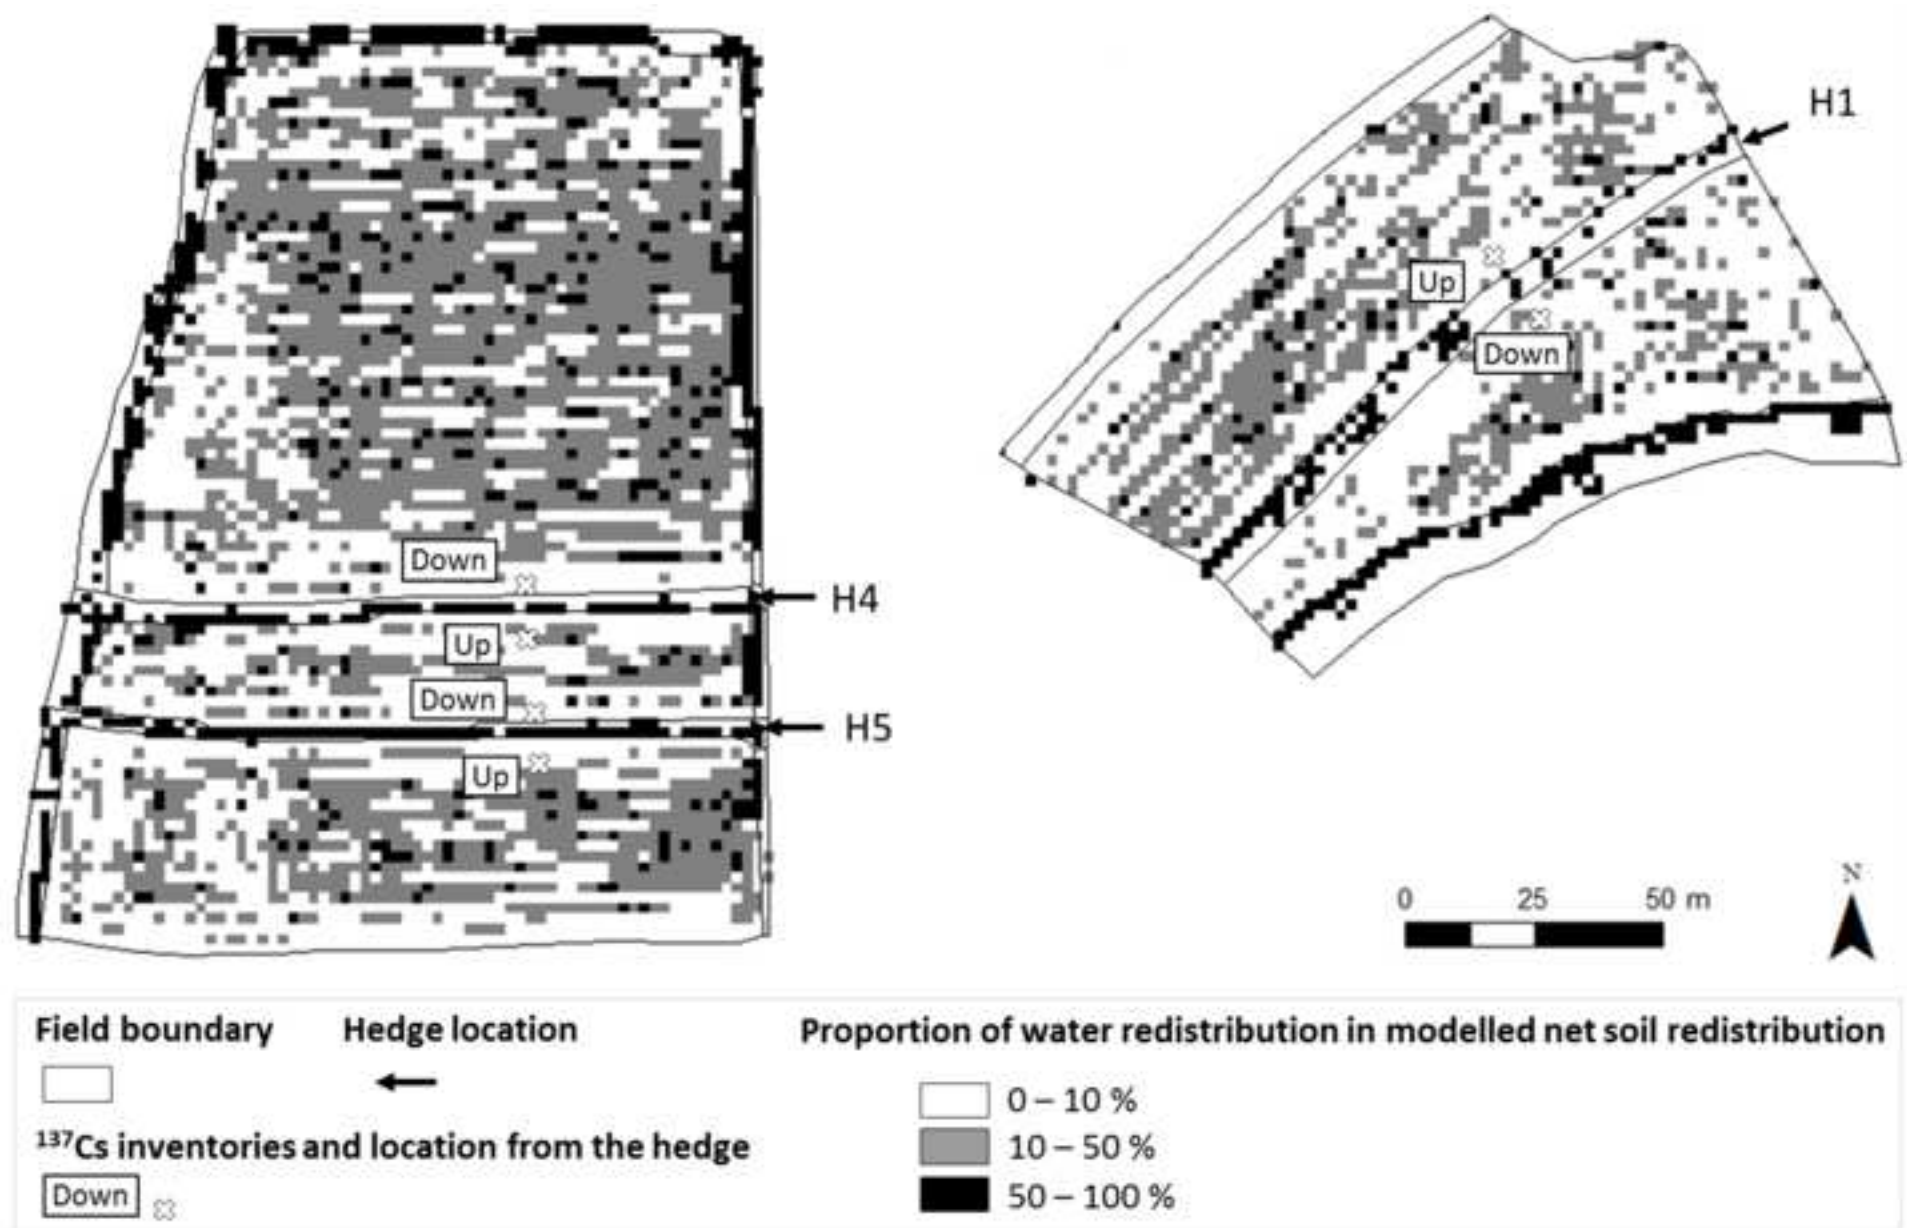 H1
Up
Down
Down
H4
Up
Down
H5
Up
0 25 50 m
N
Field boundary
Hedge location
Proportion of water redistribution in modelled net soil redistribution
0 – 10 %
10 – 50 %
50 – 100 %
¹³⁷Cs inventories and location from the hedge
Down